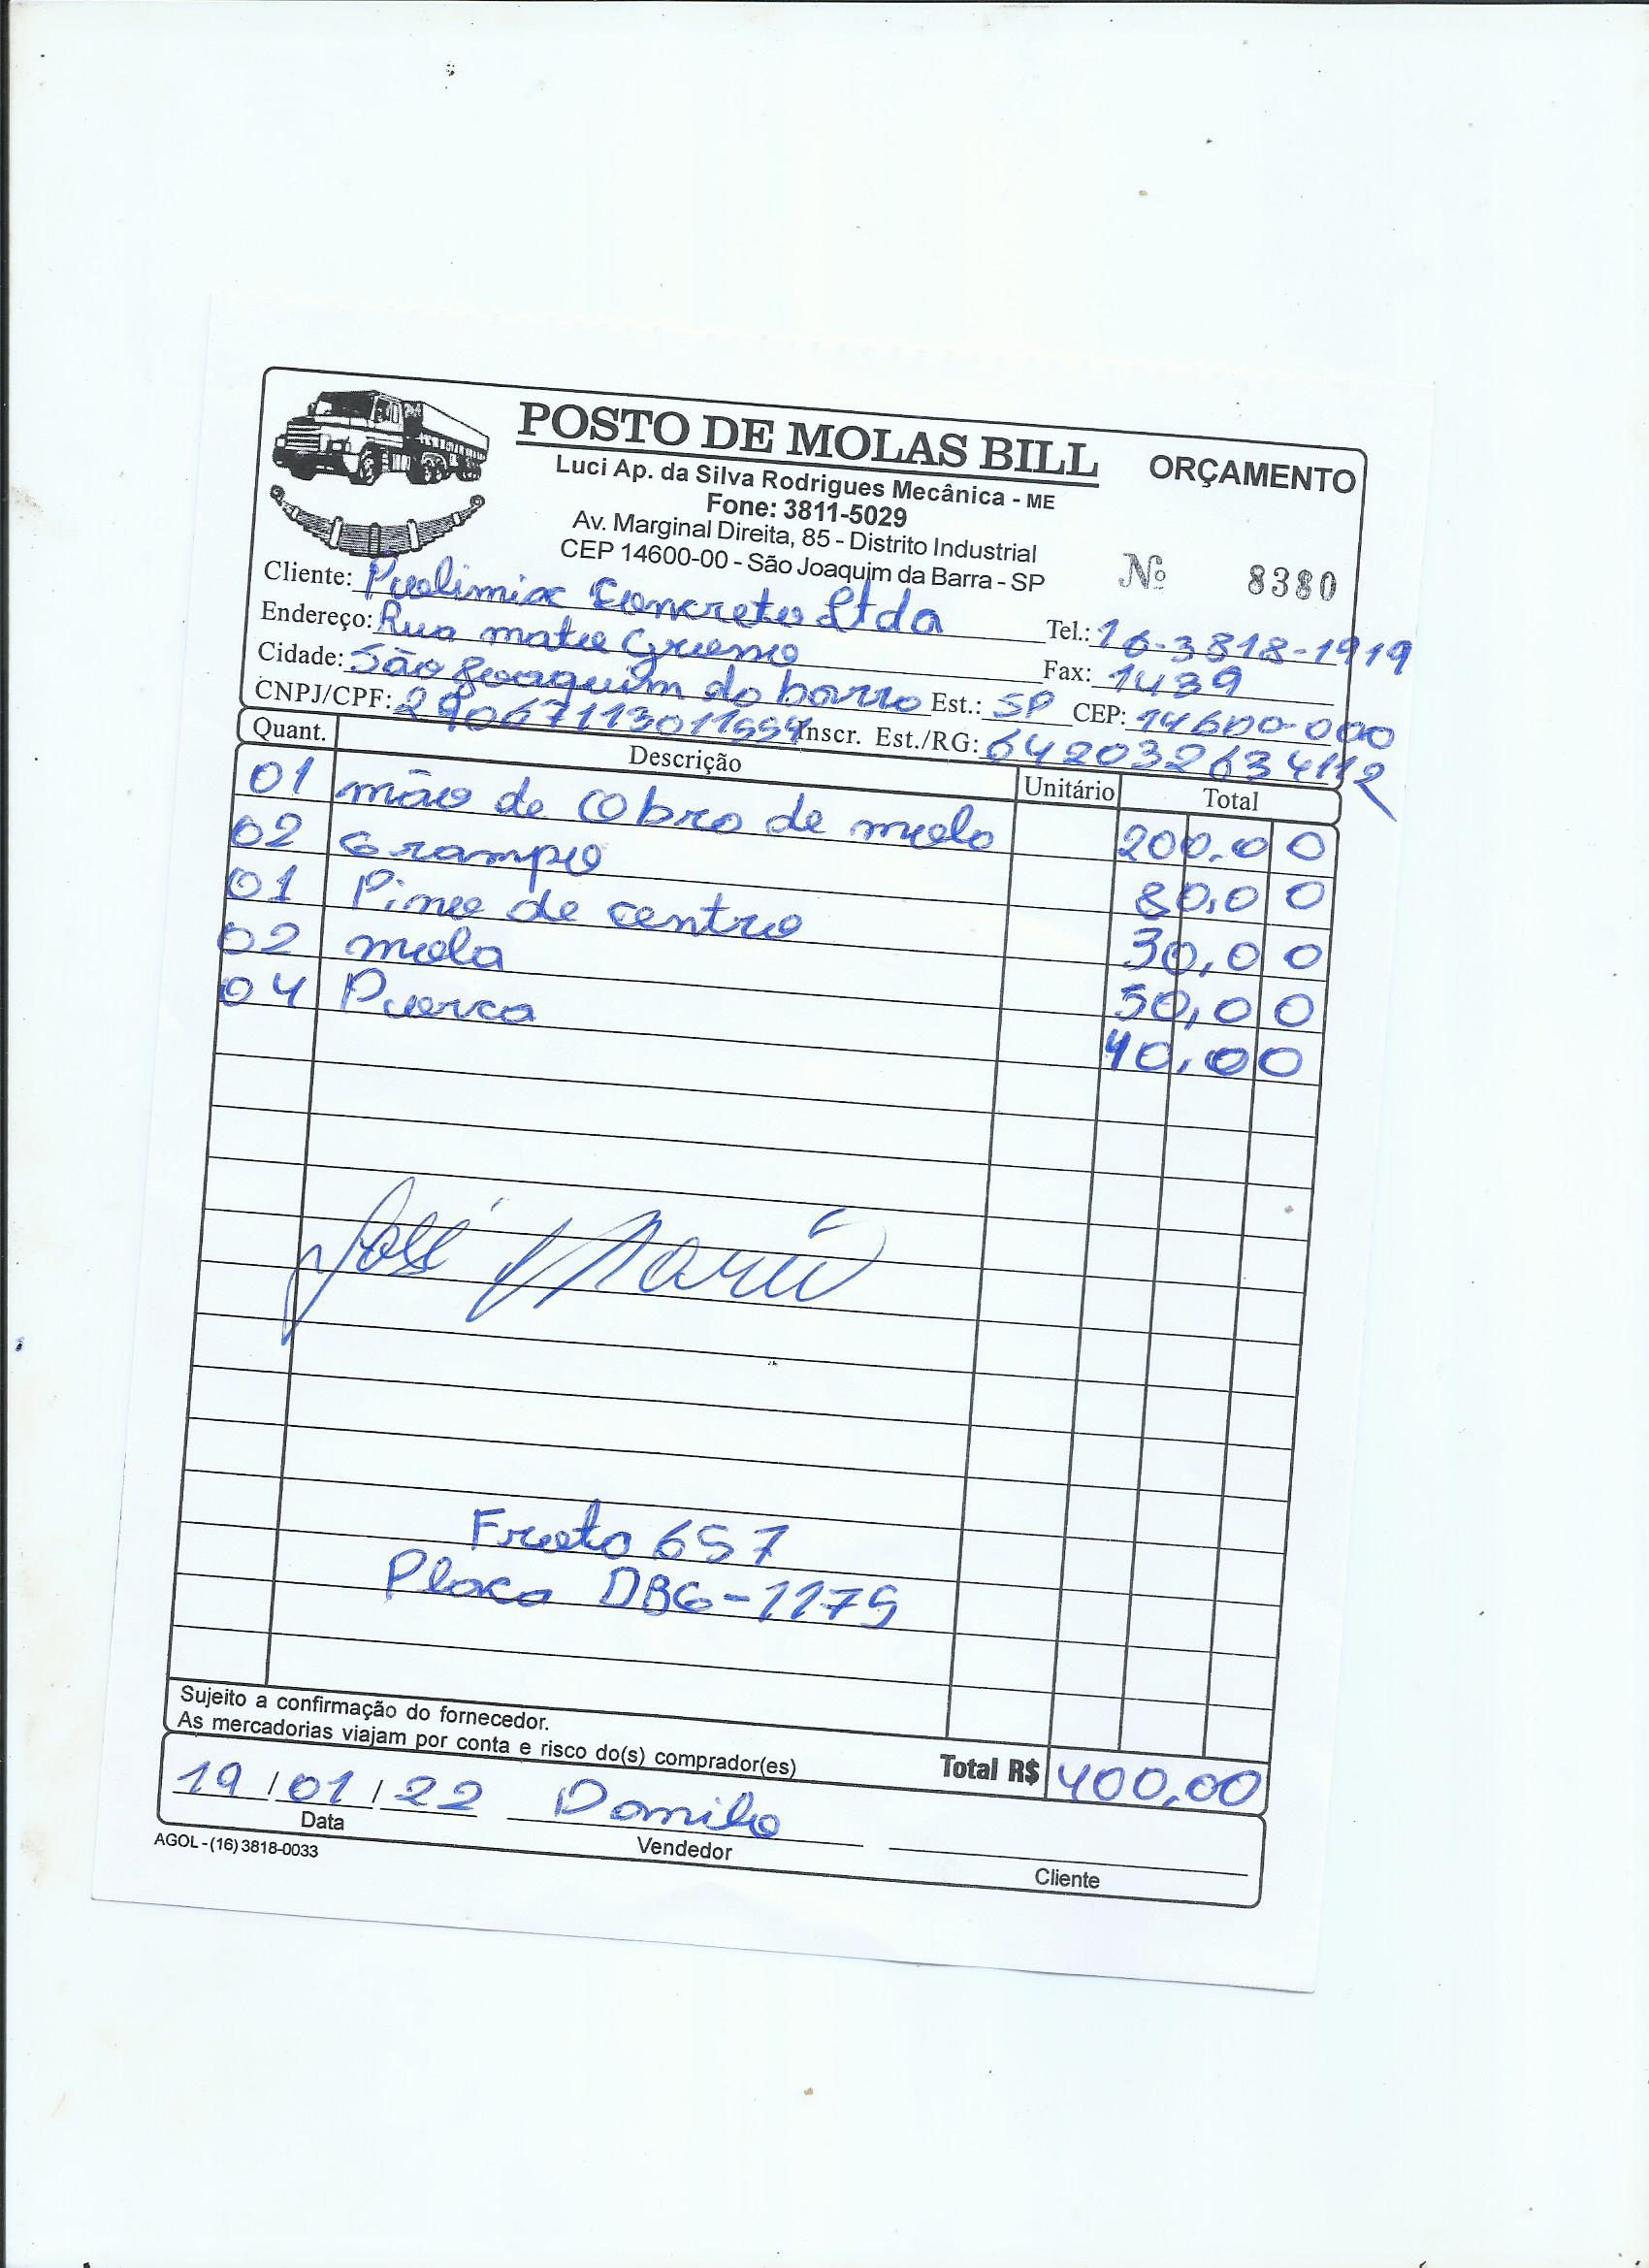 POSTO DE MOLAS BILL
ORÇAMENTO
Luci Ap. da Silva Rodrigues Mecânica - ME
Fone: 3811-5029
Av. Marginal Direita, 85 - Distrito Industrial
CEP 14600-00 - São Joaquim da Barra - SP
Nº 8380
Cliente: Polimix Concreto Ltda
Tel.: 16-3818-1919
Endereço: Rua mato Grosso
Fax: 1439
Cidade: São Joaquim da barra Est.: SP CEP: 14600-000
CNPJ/CPF: Inscr. Est./RG: 642032634112
Quant. Descrição Unitário Total
01 mão de Obra de mola 200,00
02 Grampo 80,00
01 Pino de centro 30,00
02 mola 50,00
04 Porca 40,00
José Maria
Frota 657
Placa DBG-1175
Sujeito a confirmação do fornecedor.
As mercadorias viajam por conta e risco do(s) comprador(es)
Total R$ 400,00
19/01/22 Danilo
Data Vendedor Cliente
AGOL - (16) 3818-0033